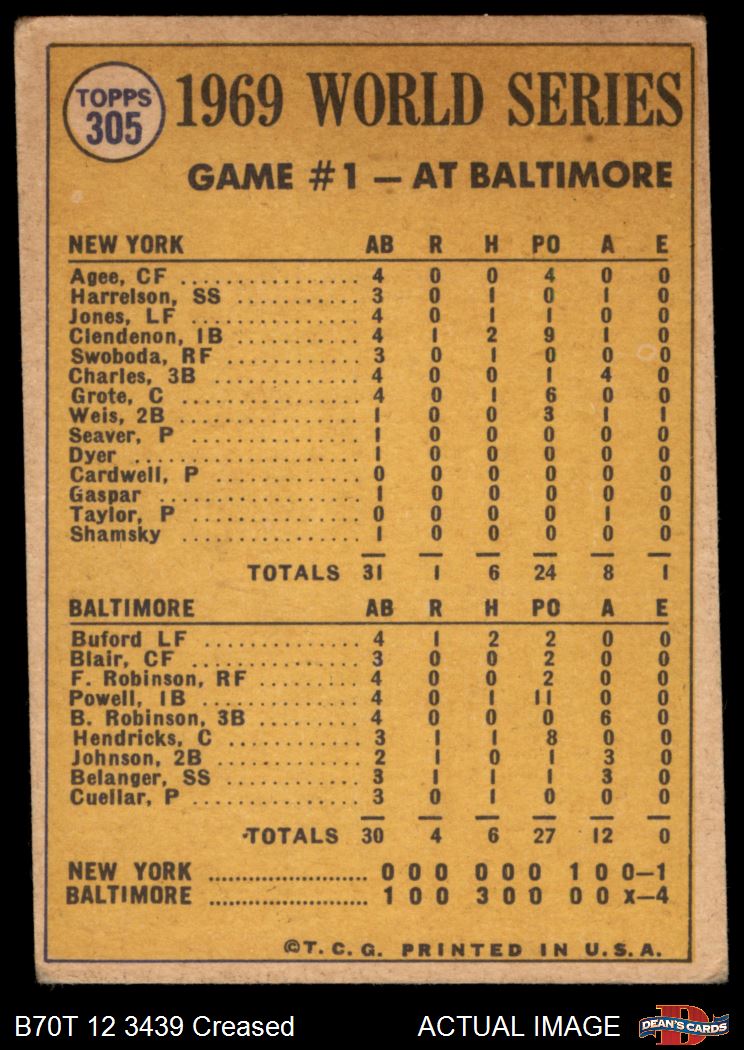 TOPPS
305
1969 WORLD SERIES
GAME #1 — AT BALTIMORE
NEW YORK AB R H PO A E
Agee, CF ................ 4 0 0 4 0 0
Harrelson, SS ........... 3 0 1 0 1 0
Jones, LF ............... 4 0 1 1 0 0
Clendenon, 1B ........... 4 1 2 9 1 0
Swoboda, RF ............ 3 0 1 0 0 0
Charles, 3B ............. 4 0 0 1 4 0
Grote, C ................ 4 0 1 6 0 0
Weis, 2B ................ 1 0 0 3 1 1
Seaver, P ............... 1 0 0 0 0 0
Dyer .................... 1 0 0 0 0 0
Cardwell, P ............. 0 0 0 0 0 0
Gaspar .................. 1 0 0 0 0 0
Taylor, P ............... 0 0 0 0 1 0
Shamsky ................ 1 0 0 0 0 0
TOTALS 31 1 6 24 8 1
BALTIMORE AB R H PO A E
Buford LF ............... 4 1 2 2 0 0
Blair, CF ............... 3 0 0 2 0 0
F. Robinson, RF ......... 4 0 0 2 0 0
Powell, 1B .............. 4 0 1 11 0 0
B. Robinson, 3B ......... 4 0 0 0 6 0
Hendricks, C ............ 3 1 1 8 0 0
Johnson, 2B ............. 2 1 0 1 3 0
Belanger, SS ............ 3 1 1 1 3 0
Cuellar, P .............. 3 0 1 0 0 0
TOTALS 30 4 6 27 12 0
NEW YORK ....................... 0 0 0 0 0 0 1 0 0—1
BALTIMORE ....................... 1 0 0 3 0 0 0 0 x—4
©T.C.G. PRINTED IN U.S.A.
B70T 12 3439 Creased ACTUAL IMAGE
DEAN'S CARDS